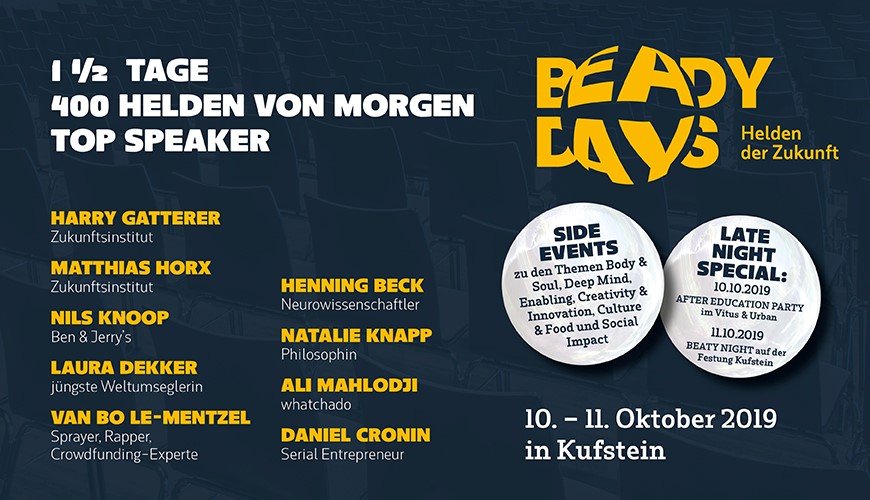 1 ½ TAGE
400 HELDEN VON MORGEN
TOP SPEAKER
HARRY GATTERER
Zukunftsinstitut
MATTHIAS HORX
Zukunftsinstitut
NILS KNOOP
Ben & Jerry's
LAURA DEKKER
jüngste Weltumseglerin
VAN BO LE-MENTZEL
Sprayer, Rapper,
Crowdfunding-Experte
HENNING BECK
Neurowissenschaftler
NATALIE KNAPP
Philosophin
ALI MAHLODJI
whatchado
DANIEL CRONIN
Serial Entrepreneur
BEADY
DAYS
Helden
der Zukunft
SIDE
EVENTS
zu den Themen Body &
Soul, Deep Mind,
Enabling, Creativity &
Innovation, Culture
& Food und Social
Impact
LATE
NIGHT
SPECIAL:
10.10.2019
AFTER EDUCATION PARTY
im Vitus & Urban
11.10.2019
BEATY NIGHT auf der
Festung Kufstein
10. – 11. Oktober 2019
in Kufstein